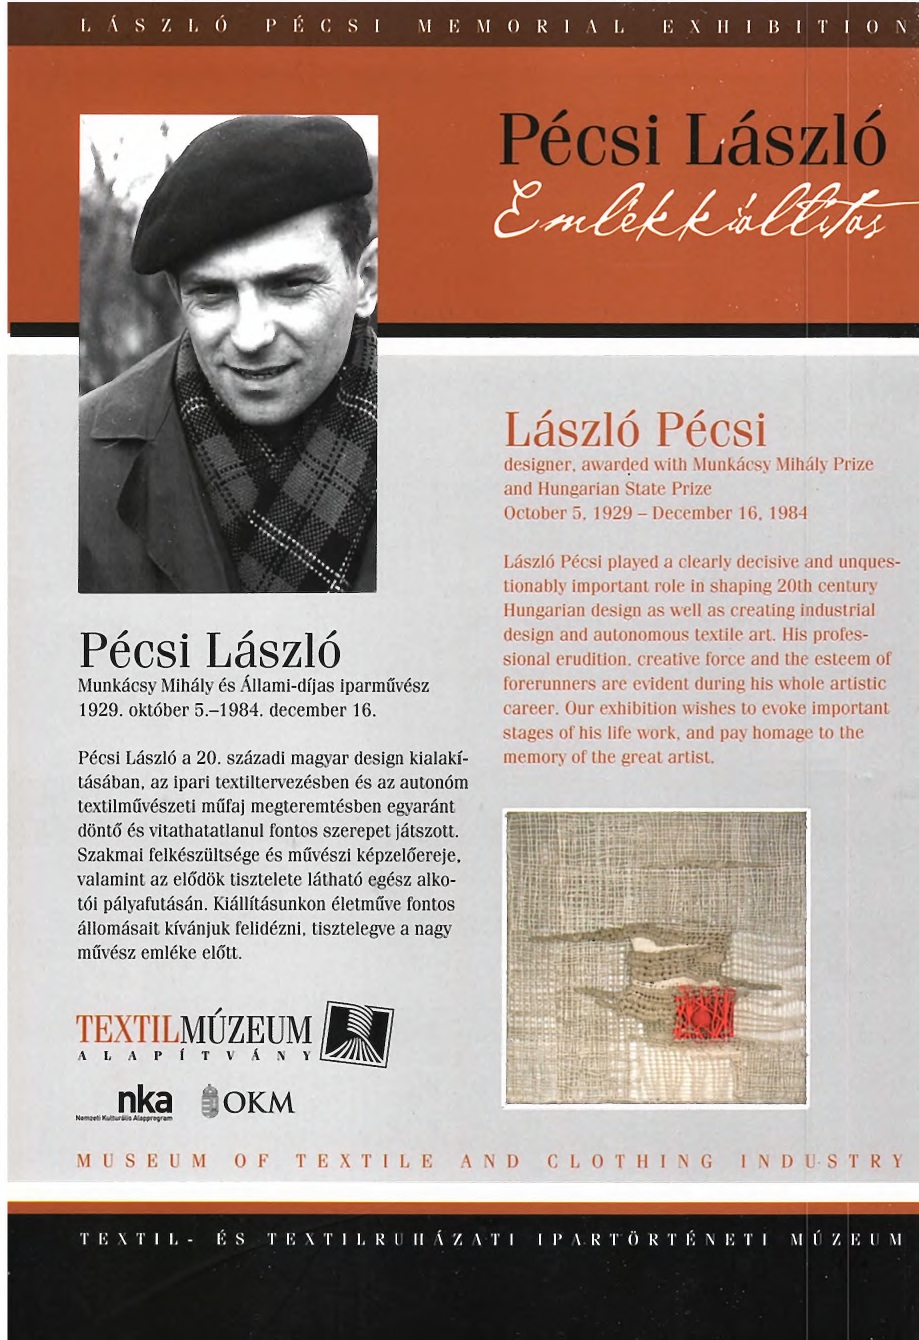 LÁSZLÓ PÉCSI MEMORIAL EXHIBITION
Pécsi László
Emlékkiállítás
László Pécsi
designer, awarded with Munkácsy Mihály Prize
and Hungarian State Prize
October 5, 1929 – December 16, 1984
László Pécsi played a clearly decisive and unques-
tionably important role in shaping 20th century
Hungarian design as well as creating industrial
design and autonomous textile art. His profes-
sional erudition, creative force and the esteem of
forerunners are evident during his whole artistic
career. Our exhibition wishes to evoke important
stages of his life work, and pay homage to the
memory of the great artist.
Pécsi László
Munkácsy Mihály és Állami-díjas iparművész
1929. október 5.–1984. december 16.
Pécsi László a 20. századi magyar design kialakí-
tásában, az ipari textiltervezésben és az autonóm
textilművészeti műfaj megteremtésben egyaránt
döntő és vitathatatlanul fontos szerepet játszott.
Szakmai felkészültsége és művészi képzelőereje,
valamint az elődök tisztelete látható egész alko-
tói pályafutásán. Kiállításunkon életműve fontos
állomásait kívánjuk felidézni, tisztelegve a nagy
művész emléke előtt.
TEXTILMÚZEUM
ALAPÍTVÁNY
nka
Nemzeti Kulturális Alapprogram
OKM
MUSEUM OF TEXTILE AND CLOTHING INDUSTRY
TEXTIL- ÉS TEXTILRUHÁZATI IPARTÖRTÉNETI MÚZEUM